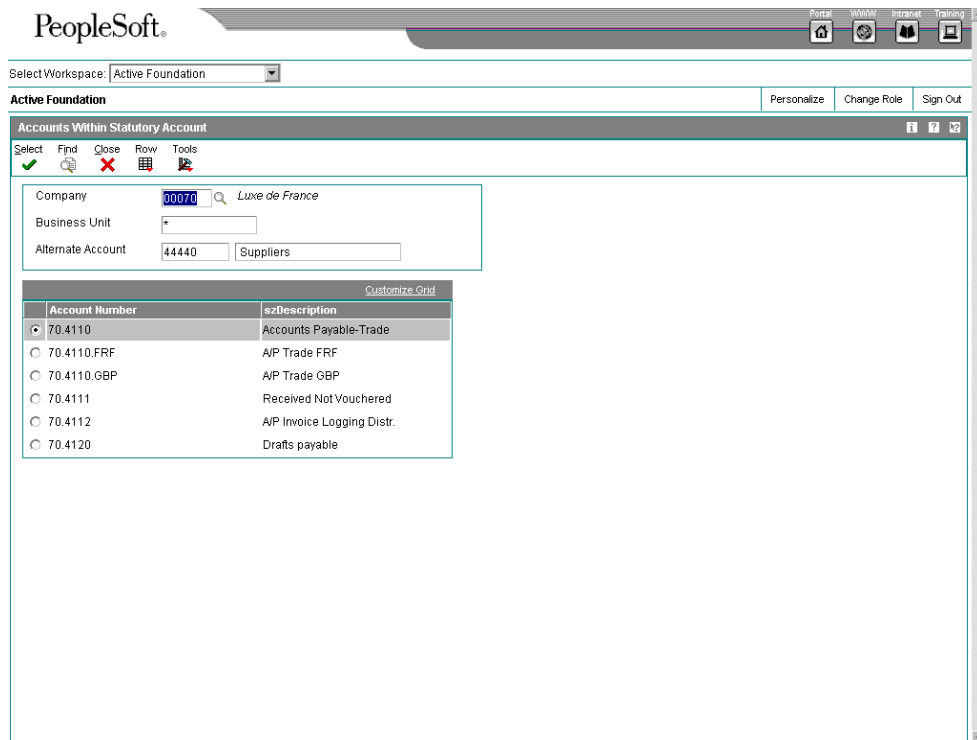 Portal WWW Intranet Training
PeopleSoft.
Select Workspace: Active Foundation
Active Foundation Personalize Change Role Sign Out
Accounts Within Statutory Account
Select Find Close Row Tools
Company 00070 Luxe de France
Business Unit *
Alternate Account 44440 Suppliers
Customize Grid
Account Number szDescription
70.4110 Accounts Payable-Trade
70.4110.FRF A/P Trade FRF
70.4110.GBP A/P Trade GBP
70.4111 Received Not Vouchered
70.4112 A/P Invoice Logging Distr.
70.4120 Drafts payable